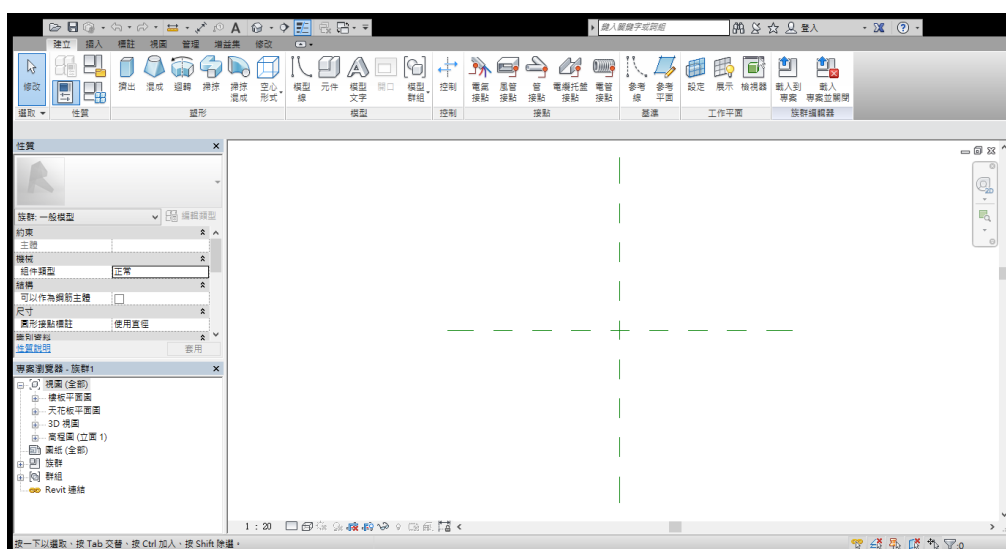 鍵入關鍵字或詞組
登入
建立 插入 標註 視圖 管理 增益集 修改
修改
擠出 混成 迴轉 掃掠 掃掠混成 空心形式
模型線 元件 模型文字 開口 模型群組
控制
電氣接點 風管接點 管接點 電纜托盤接點 電管接點
參考線 參考平面
設定 展示 檢視器
載入到專案 載入專案並關閉
選取 性質 塑形 模型 控制 接點 基準 工作平面 族群編輯器
性質
族群: 一般模型
編輯類型
約束
主體
機械
組件類型 正常
結構
可以作為鋼筋主體
尺寸
圓形接點標註 使用直徑
識別資料
性質說明
套用
專案瀏覽器 - 族群1
視圖 (全部)
樓板平面圖
天花板平面圖
3D 視圖
高程圖 (立面 1)
圖紙 (全部)
族群
群組
Revit 連結
2D
1 : 20
按一下以選取、按 Tab 交替、按 Ctrl 加入、按 Shift 除選。
:0